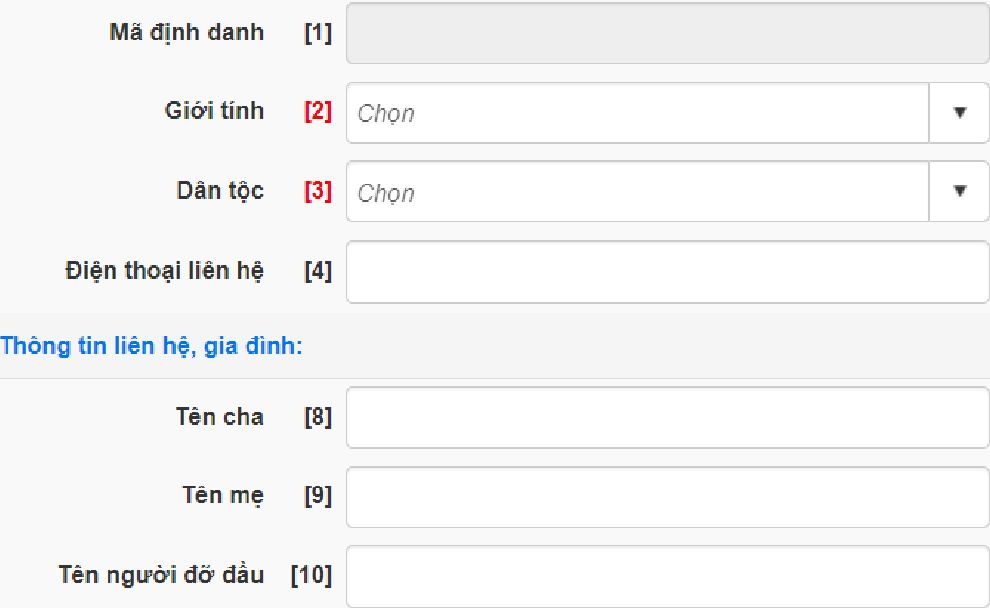 Mã định danh [1]
Giới tính [2] Chọn
Dân tộc [3] Chọn
Điện thoại liên hệ [4]
Thông tin liên hệ, gia đình:
Tên cha [8]
Tên mẹ [9]
Tên người đỡ đầu [10]